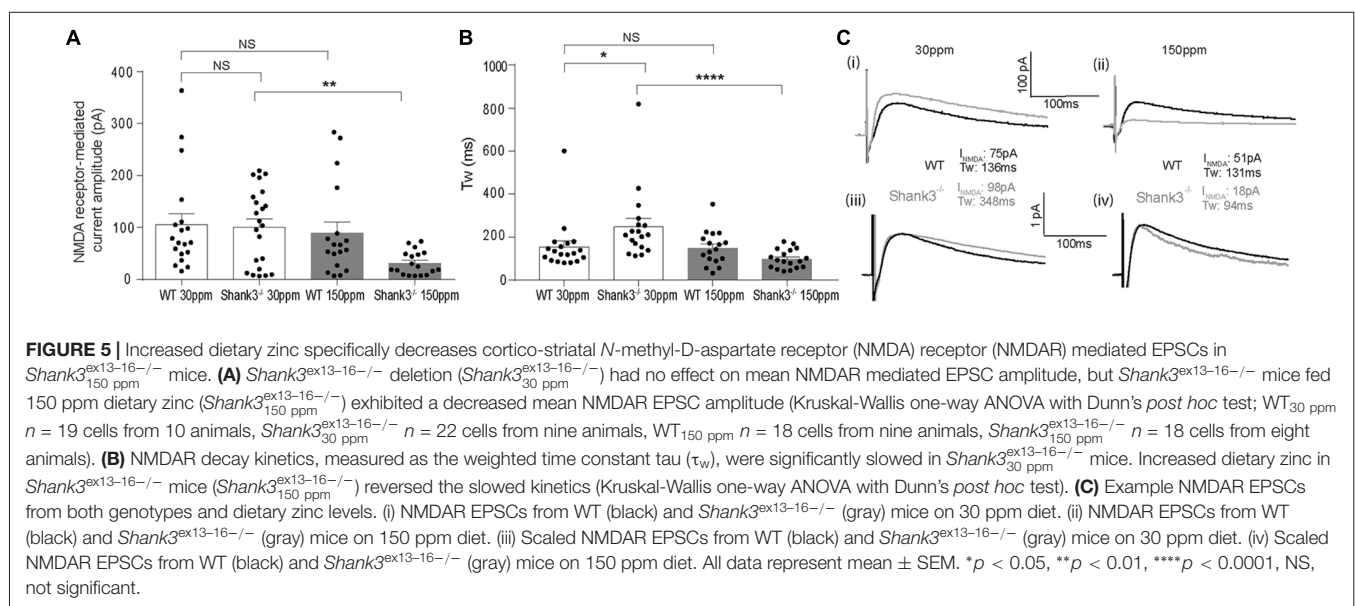 A
NS
NS
**
400
300
200
100
0
NMDA receptor-mediated
current amplitude (pA)
WT 30ppm
Shank3-/- 30ppm
WT 150ppm
Shank3-/- 150ppm
B
NS
*
****
1000
800
600
400
200
0
Tw (ms)
WT 30ppm
Shank3-/- 30ppm
WT 150ppm
Shank3-/- 150ppm
C
30ppm
150ppm
(i)
100 pA
100ms
(ii)
WT
INMDA: 75pA
Tw: 136ms
INMDA: 51pA
Tw: 131ms
Shank3-/-
INMDA: 98pA
Tw: 348ms
INMDA: 18pA
Tw: 94ms
(iii)
1 pA
100ms
(iv)
FIGURE 5 | Increased dietary zinc specifically decreases cortico-striatal N-methyl-D-aspartate receptor (NMDA) receptor (NMDAR) mediated EPSCs in
Shank3ex13–16−/− 150 ppm mice. (A) Shank3ex13–16−/− deletion (Shank3ex13–16−/− 30 ppm) had no effect on mean NMDAR mediated EPSC amplitude, but Shank3ex13–16−/− mice fed
150 ppm dietary zinc (Shank3ex13–16−/− 150 ppm) exhibited a decreased mean NMDAR EPSC amplitude (Kruskal-Wallis one-way ANOVA with Dunn's post hoc test; WT30 ppm
n = 19 cells from 10 animals, Shank3ex13–16−/− 30 ppm n = 22 cells from nine animals, WT150 ppm n = 18 cells from nine animals, Shank3ex13–16−/− 150 ppm n = 18 cells from eight
animals). (B) NMDAR decay kinetics, measured as the weighted time constant tau (τw), were significantly slowed in Shank3ex13–16−/− 30 ppm mice. Increased dietary zinc in
Shank3ex13–16−/− mice (Shank3ex13–16−/− 150 ppm) reversed the slowed kinetics (Kruskal-Wallis one-way ANOVA with Dunn's post hoc test). (C) Example NMDAR EPSCs
from both genotypes and dietary zinc levels. (i) NMDAR EPSCs from WT (black) and Shank3ex13–16−/− (gray) mice on 30 ppm diet. (ii) NMDAR EPSCs from WT
(black) and Shank3ex13–16−/− (gray) mice on 150 ppm diet. (iii) Scaled NMDAR EPSCs from WT (black) and Shank3ex13–16−/− (gray) mice on 30 ppm diet. (iv) Scaled
NMDAR EPSCs from WT (black) and Shank3ex13–16−/− (gray) mice on 150 ppm diet. All data represent mean ± SEM. *p < 0.05, **p < 0.01, ****p < 0.0001, NS,
not significant.